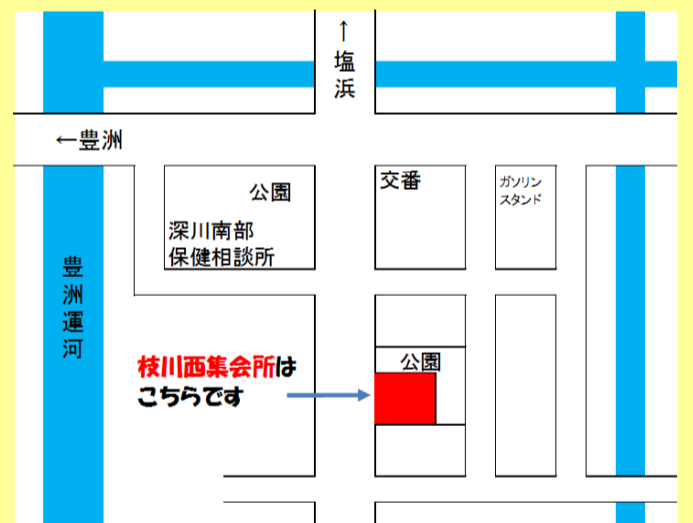 ↑塩浜
←豊洲
公園
深川南部
保健相談所
交番
ガソリン
スタンド
豊洲運河
枝川西集会所は
こちらです
公園